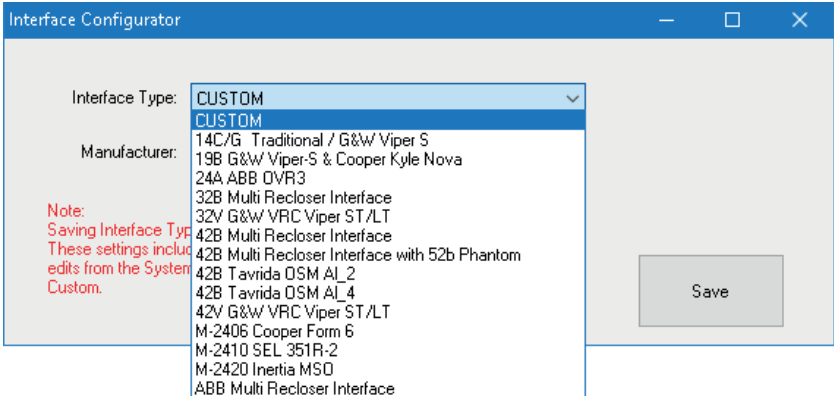 Interface Configurator
Interface Type: CUSTOM
CUSTOM
14C/G Traditional / G&W Viper S
Manufacturer:
19B G&W Viper-S & Cooper Kyle Nova
24A ABB OVR3
32B Multi Recloser Interface
32V G&W VRC Viper ST/LT
42B Multi Recloser Interface
42B Multi Recloser Interface with 52b Phantom
42B Tavrida OSM AI_2
42B Tavrida OSM AI_4
42V G&W VRC Viper ST/LT
M-2406 Cooper Form 6
M-2410 SEL 351R-2
M-2420 Inertia MSO
ABB Multi Recloser Interface
Note:
Saving Interface Typ
These settings includ
edits from the System
Custom.
Save